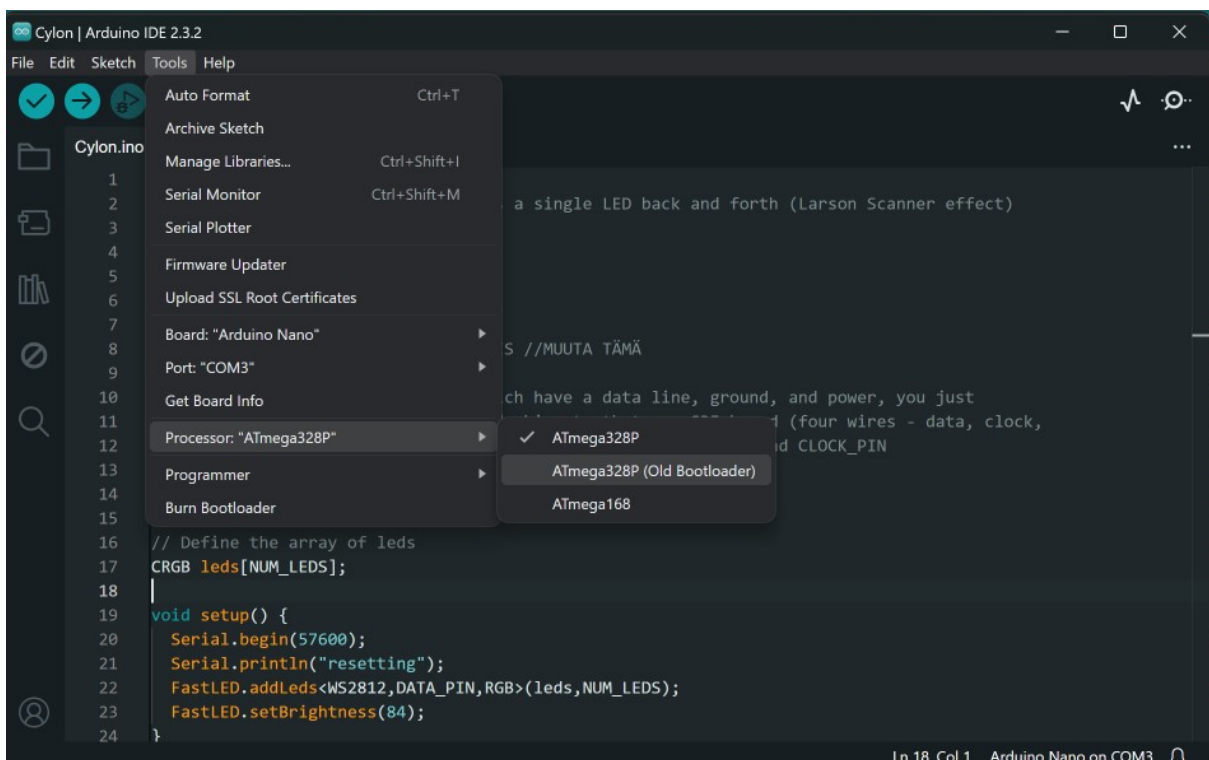 Cylon | Arduino IDE 2.3.2
File Edit Sketch Tools Help
Auto Format Ctrl+T
Archive Sketch
Manage Libraries... Ctrl+Shift+I
Serial Monitor Ctrl+Shift+M
Serial Plotter
Firmware Updater
Upload SSL Root Certificates
Board: "Arduino Nano"
Port: "COM3"
Get Board Info
Processor: "ATmega328P"
Programmer
Burn Bootloader
✓ ATmega328P
ATmega328P (Old Bootloader)
ATmega168
Cylon.ino
1
2 a single LED back and forth (Larson Scanner effect)
3
4
5
6
7
8 S //MUUTA TÄMÄ
9
10 ch have a data line, ground, and power, you just
11 (four wires - data, clock,
12 d CLOCK_PIN
13
14
15
16 // Define the array of leds
17 CRGB leds[NUM_LEDS];
18
19 void setup() {
20 Serial.begin(57600);
21 Serial.println("resetting");
22 FastLED.addLeds<WS2812,DATA_PIN,RGB>(leds,NUM_LEDS);
23 FastLED.setBrightness(84);
24 }
Ln 18, Col 1 Arduino Nano on COM3